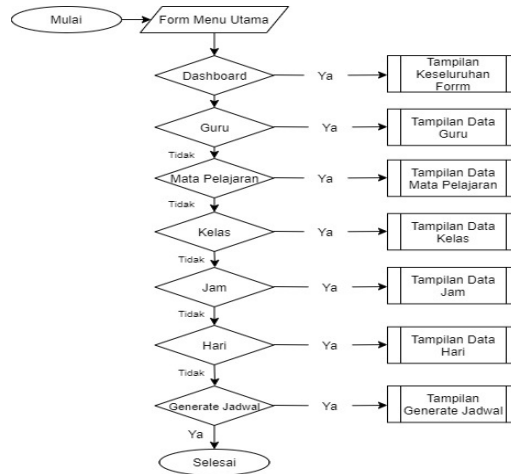 Mulai
Form Menu Utama
Dashboard
Ya
Tampilan
Keseluruhan
Forrm
Guru
Ya
Tampilan Data
Guru
Tidak
Mata Pelajaran
Ya
Tampilan Data
Mata Pelajaran
Tidak
Kelas
Ya
Tampilan Data
Kelas
Tidak
Jam
Ya
Tampilan Data
Jam
Tidak
Hari
Ya
Tampilan Data
Hari
Tidak
Generate Jadwal
Ya
Tampilan
Generate Jadwal
Ya
Selesai